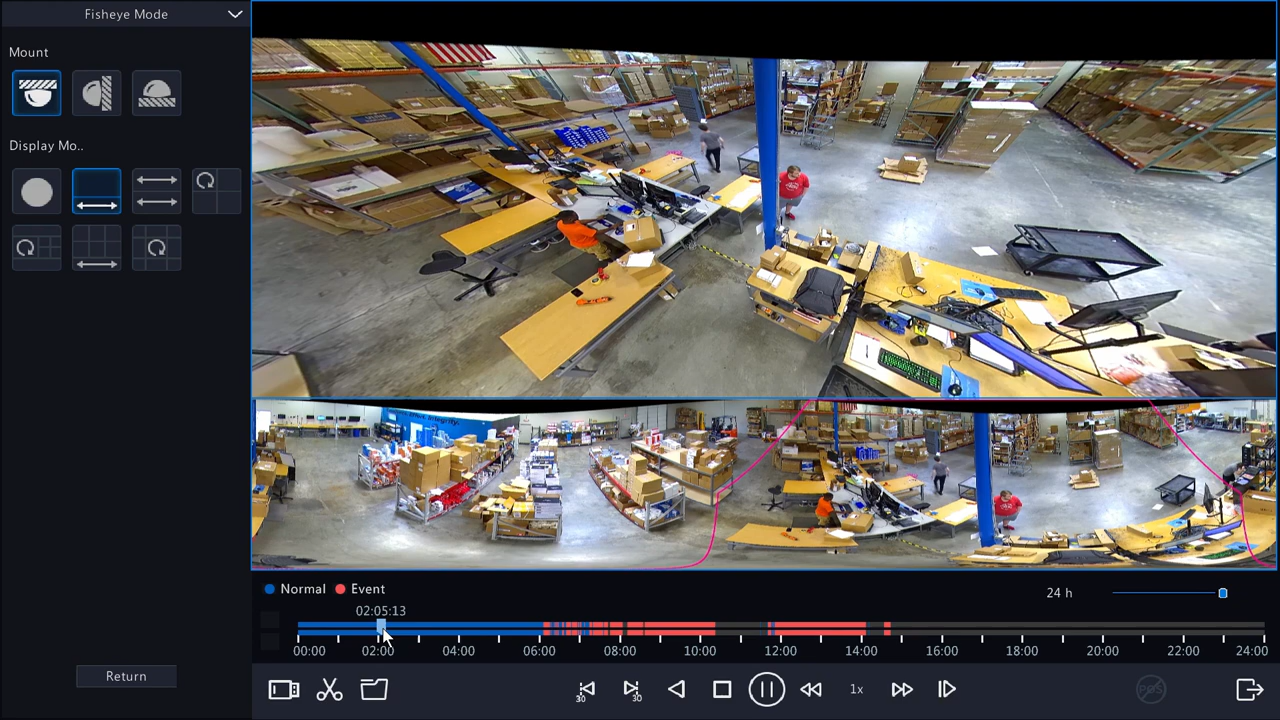 Fisheye Mode
Mount
Display Mo..
Return
Normal Event
24 h
02:05:13
00:00 02:00 04:00 06:00 08:00 10:00 12:00 14:00 16:00 18:00 20:00 22:00 24:00
30 30 1x POS